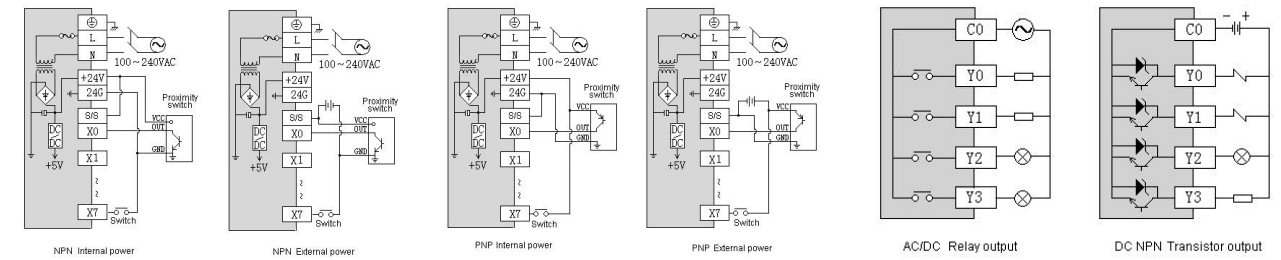 L
N
100~240VAC
+24V
24G
S/S
X0
X1
X7
DC
DC
+5V
Proximity
switch
VCC
OUT
GND
Switch
NPN Internal power
L
N
100~240VAC
+24V
24G
S/S
X0
X1
X7
DC
DC
+5V
Proximity
switch
VCC
OUT
GND
Switch
NPN External power
L
N
100~240VAC
+24V
24G
S/S
X0
X1
X7
DC
DC
+5V
Proximity
switch
VCC
OUT
GND
Switch
PNP Internal power
L
N
100~240VAC
+24V
24G
S/S
X0
X1
X7
DC
DC
+5V
Proximity
switch
VCC
OUT
GND
Switch
PNP External power
C0
Y0
Y1
Y2
Y3
AC/DC Relay output
C0
- +
Y0
Y1
Y2
Y3
DC NPN Transistor output